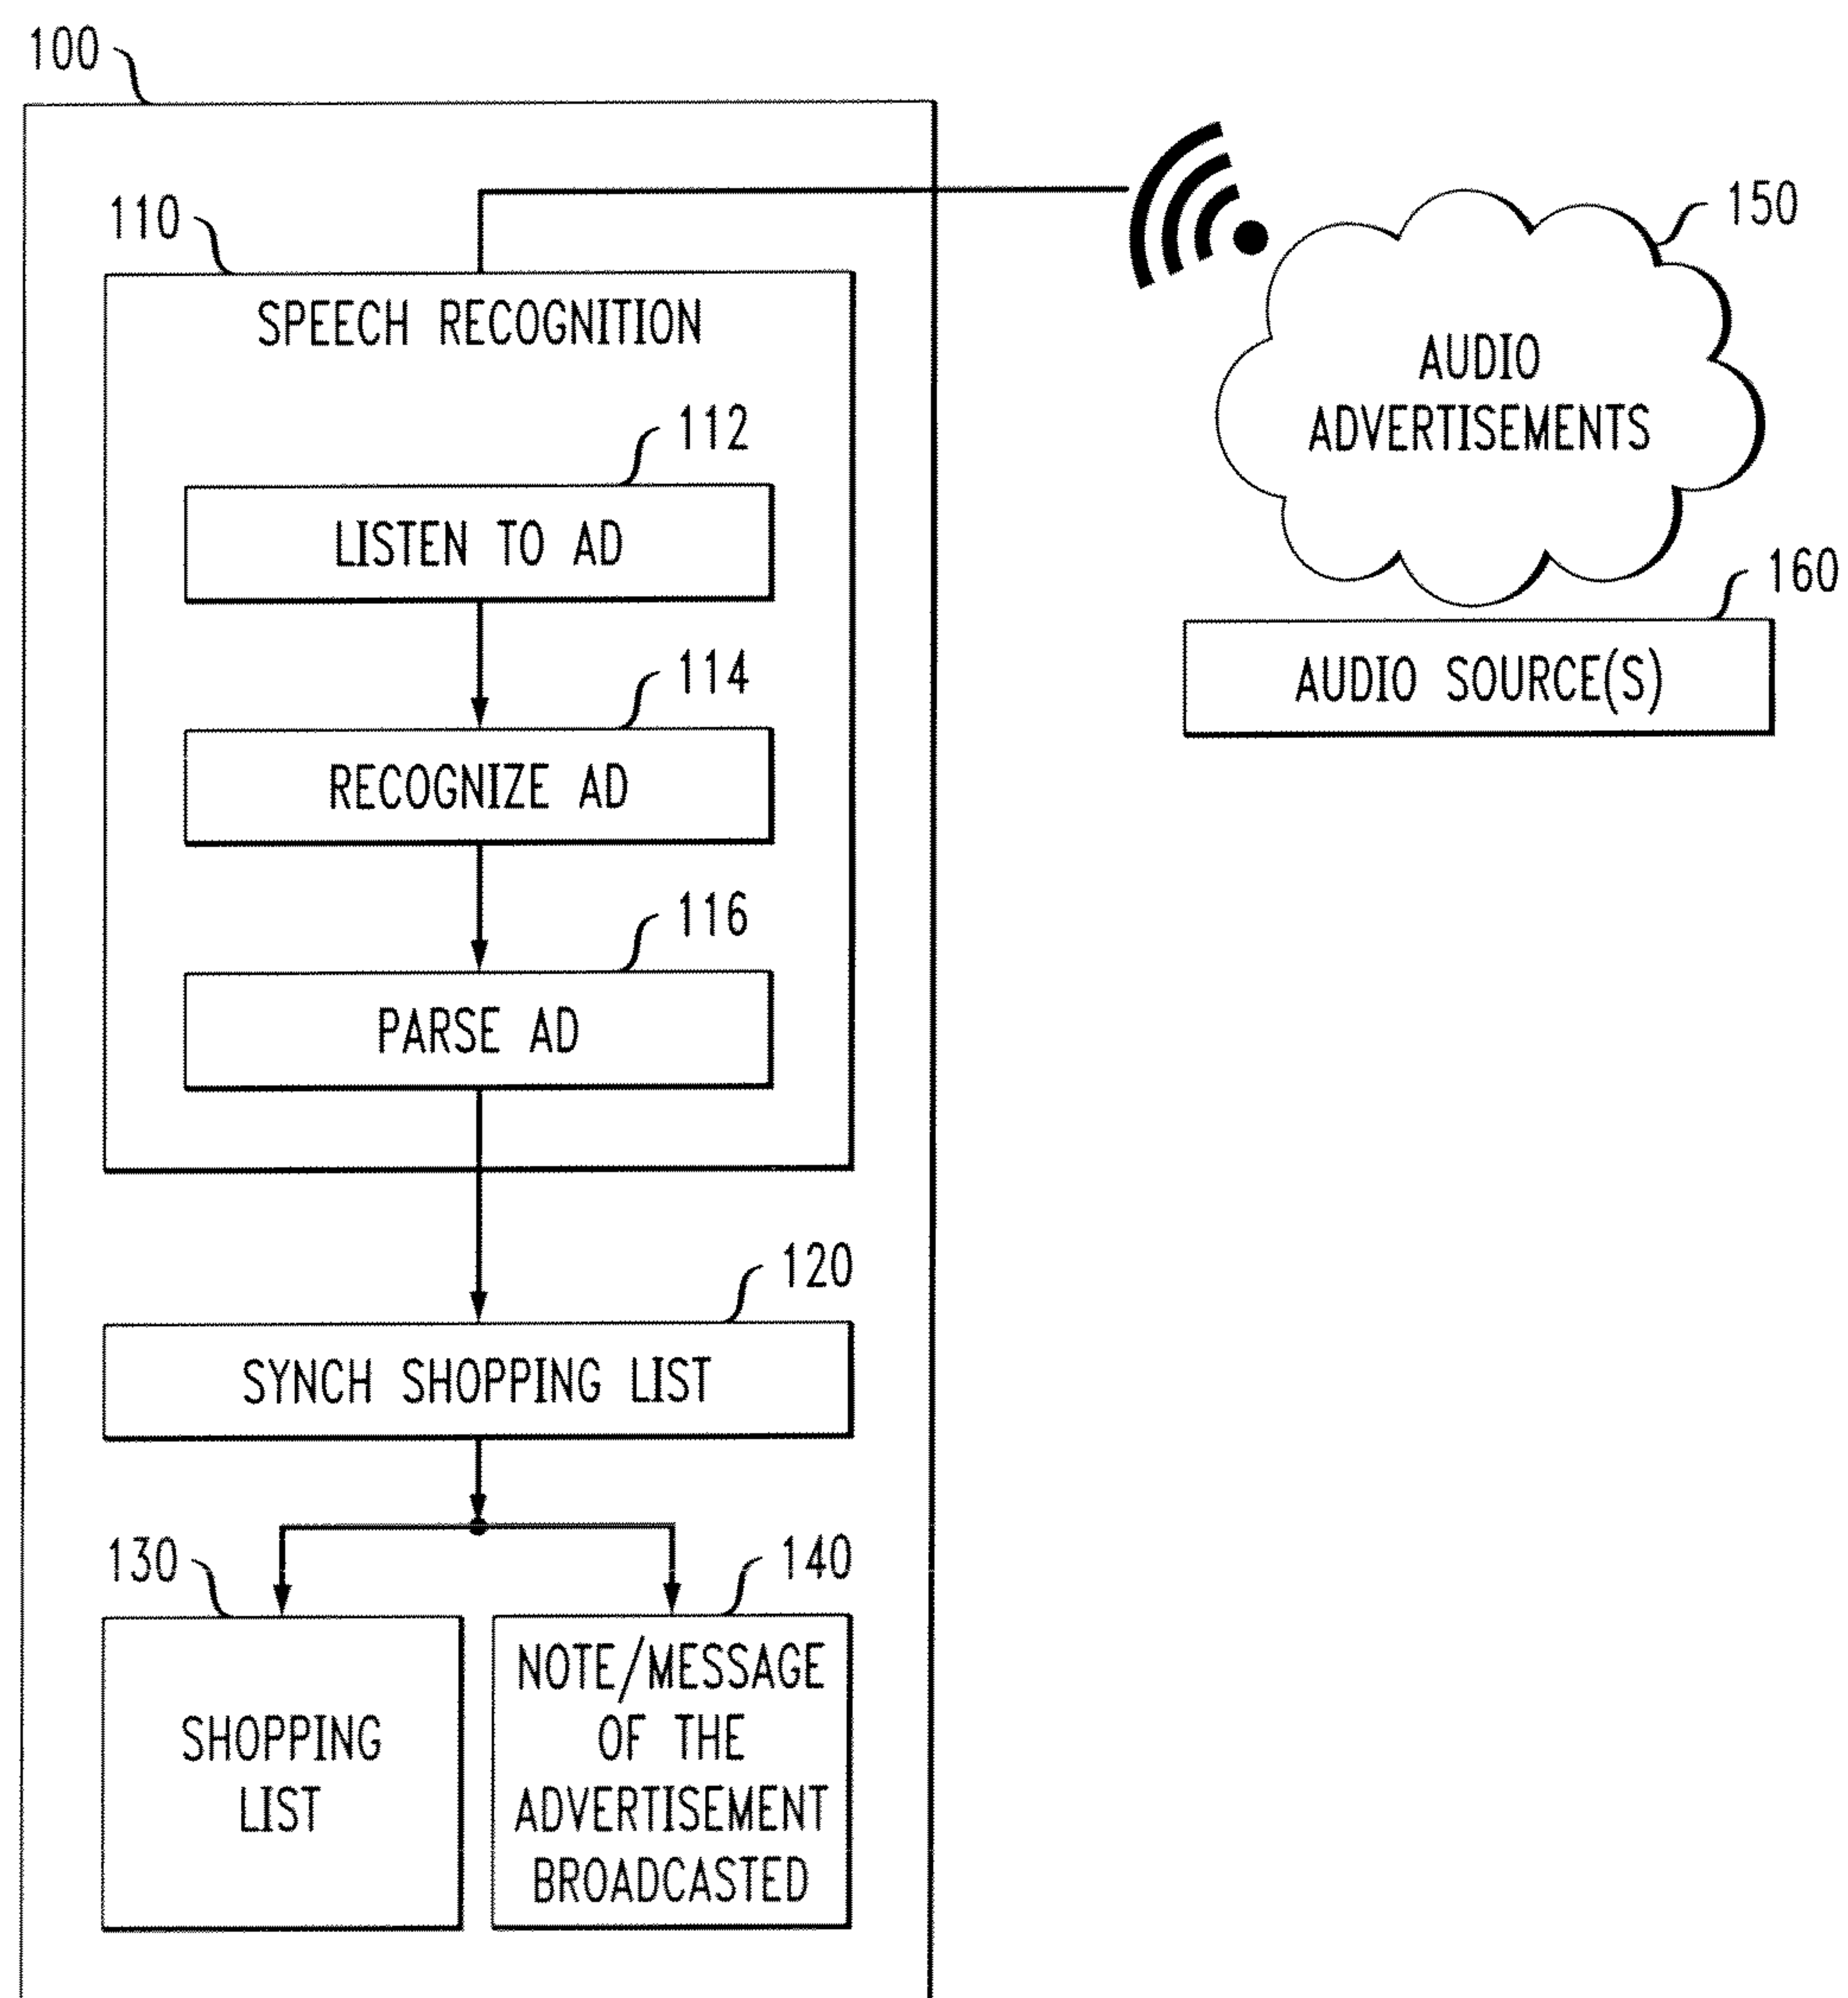 100
110
150
SPEECH RECOGNITION
AUDIO
ADVERTISEMENTS
112
LISTEN TO AD
160
AUDIO SOURCE(S)
114
RECOGNIZE AD
116
PARSE AD
120
SYNCH SHOPPING LIST
130
140
SHOPPING
LIST
NOTE/MESSAGE
OF THE
ADVERTISEMENT
BROADCASTED